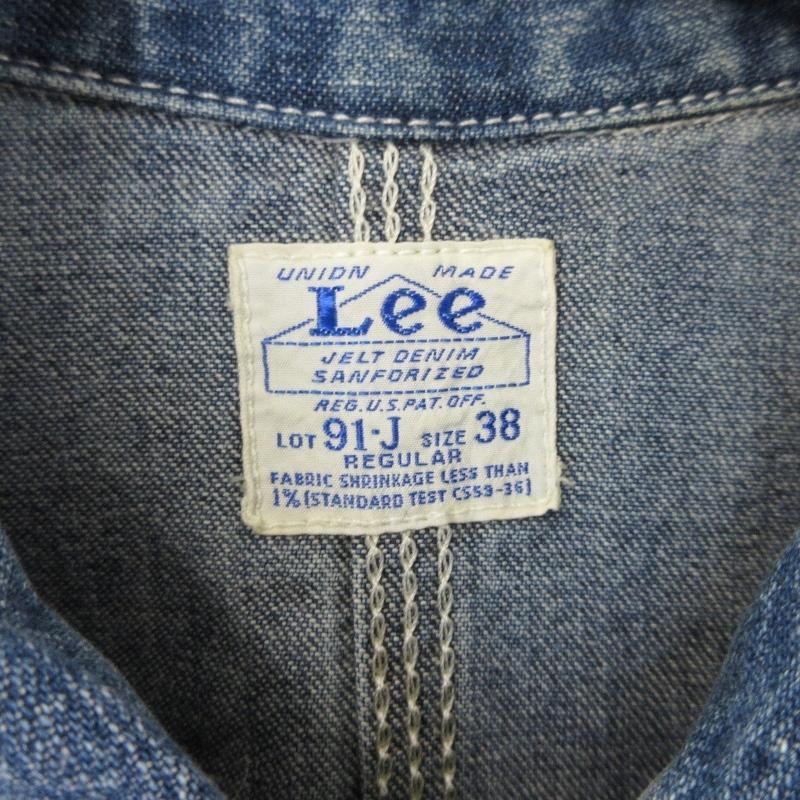 UNION MADE
Lee
JELT DENIM
SANFORIZED
REG.U.S.PAT.OFF.
LOT 91-J SIZE 38
REGULAR
FABRIC SHRINKAGE LESS THAN
1% (STANDARD TEST CS59-36)